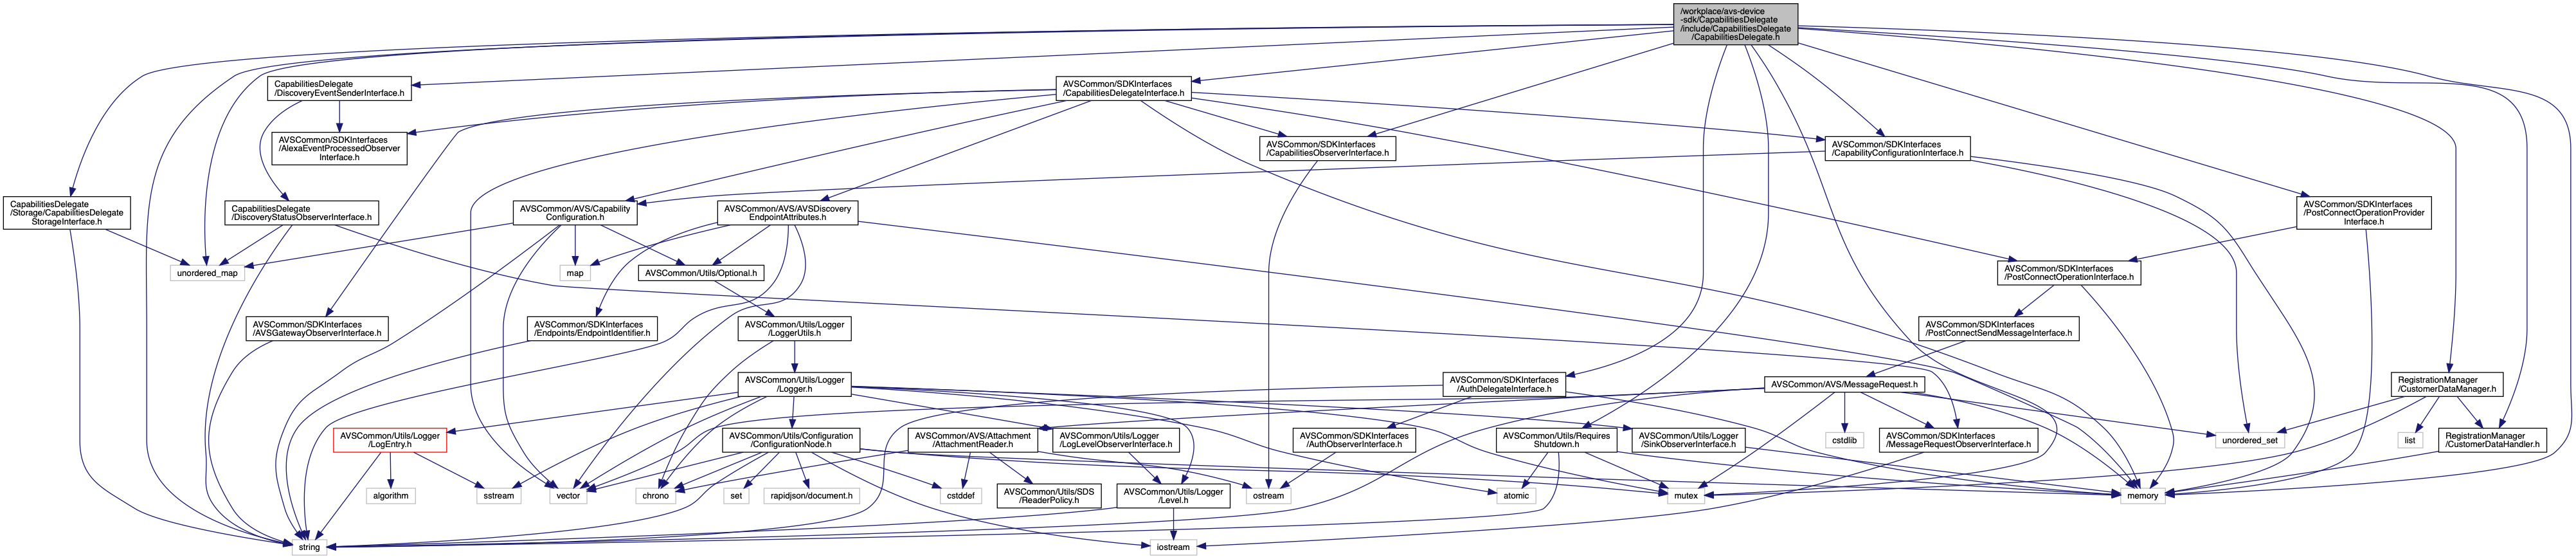 /workplace/avs-device
-sdk/CapabilitiesDelegate
/include/CapabilitiesDelegate
/CapabilitiesDelegate.h
CapabilitiesDelegate
/DiscoveryEventSenderInterface.h
AVSCommon/SDKInterfaces
/CapabilitiesDelegateInterface.h
AVSCommon/SDKInterfaces
/AlexaEventProcessedObserver
Interface.h
AVSCommon/SDKInterfaces
/CapabilitiesObserverInterface.h
AVSCommon/SDKInterfaces
/CapabilityConfigurationInterface.h
CapabilitiesDelegate
/Storage/CapabilitiesDelegate
StorageInterface.h
CapabilitiesDelegate
/DiscoveryStatusObserverInterface.h
AVSCommon/AVS/Capability
Configuration.h
AVSCommon/AVS/AVSDiscovery
EndpointAttributes.h
AVSCommon/SDKInterfaces
/PostConnectOperationProvider
Interface.h
unordered_map
map
AVSCommon/Utils/Optional.h
AVSCommon/SDKInterfaces
/PostConnectOperationInterface.h
AVSCommon/SDKInterfaces
/AVSGatewayObserverInterface.h
AVSCommon/SDKInterfaces
/Endpoints/EndpointIdentifier.h
AVSCommon/Utils/Logger
/LoggerUtils.h
AVSCommon/SDKInterfaces
/PostConnectSendMessageInterface.h
AVSCommon/Utils/Logger
/Logger.h
AVSCommon/SDKInterfaces
/AuthDelegateInterface.h
AVSCommon/AVS/MessageRequest.h
RegistrationManager
/CustomerDataManager.h
AVSCommon/Utils/Logger
/LogEntry.h
AVSCommon/Utils/Configuration
/ConfigurationNode.h
AVSCommon/AVS/Attachment
/AttachmentReader.h
AVSCommon/Utils/Logger
/LogLevelObserverInterface.h
AVSCommon/SDKInterfaces
/AuthObserverInterface.h
AVSCommon/Utils/Requires
Shutdown.h
AVSCommon/Utils/Logger
/SinkObserverInterface.h
cstdlib
AVSCommon/SDKInterfaces
/MessageRequestObserverInterface.h
unordered_set
list
RegistrationManager
/CustomerDataHandler.h
algorithm
sstream
vector
chrono
set
rapidjson/document.h
cstddef
AVSCommon/Utils/SDS
/ReaderPolicy.h
AVSCommon/Utils/Logger
/Level.h
ostream
atomic
mutex
memory
string
iostream